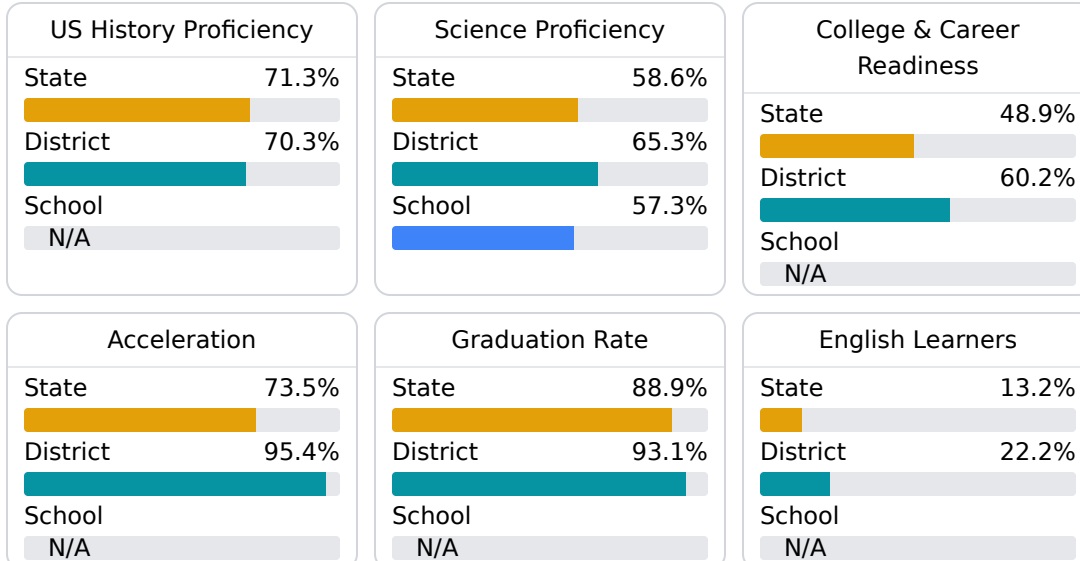 US History Proficiency
State 71.3%
District 70.3%
School
N/A
Science Proficiency
State 58.6%
District 65.3%
School 57.3%
College & Career
Readiness
State 48.9%
District 60.2%
School
N/A
Acceleration
State 73.5%
District 95.4%
School
N/A
Graduation Rate
State 88.9%
District 93.1%
School
N/A
English Learners
State 13.2%
District 22.2%
School
N/A